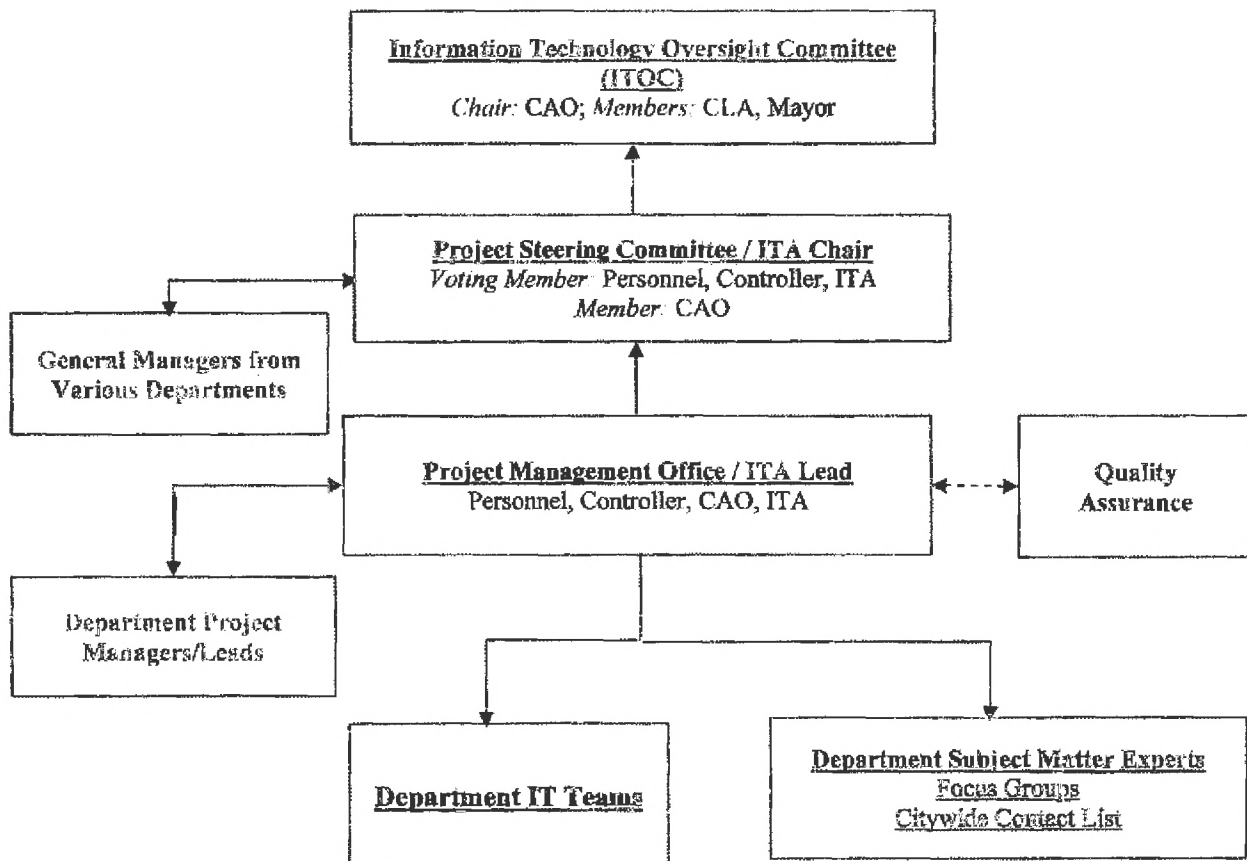 Information Technology Oversight Committee
(ITOC)
Chair: CAO; Members: CLA, Mayor
Project Steering Committee / ITA Chair
Voting Member: Personnel, Controller, ITA
Member: CAO
General Managers from
Various Departments
Project Management Office / ITA Lead
Personnel, Controller, CAO, ITA
Quality
Assurance
Department Project
Managers/Leads
Department IT Teams
Department Subject Matter Experts
Focus Groups
Citywide Contact List